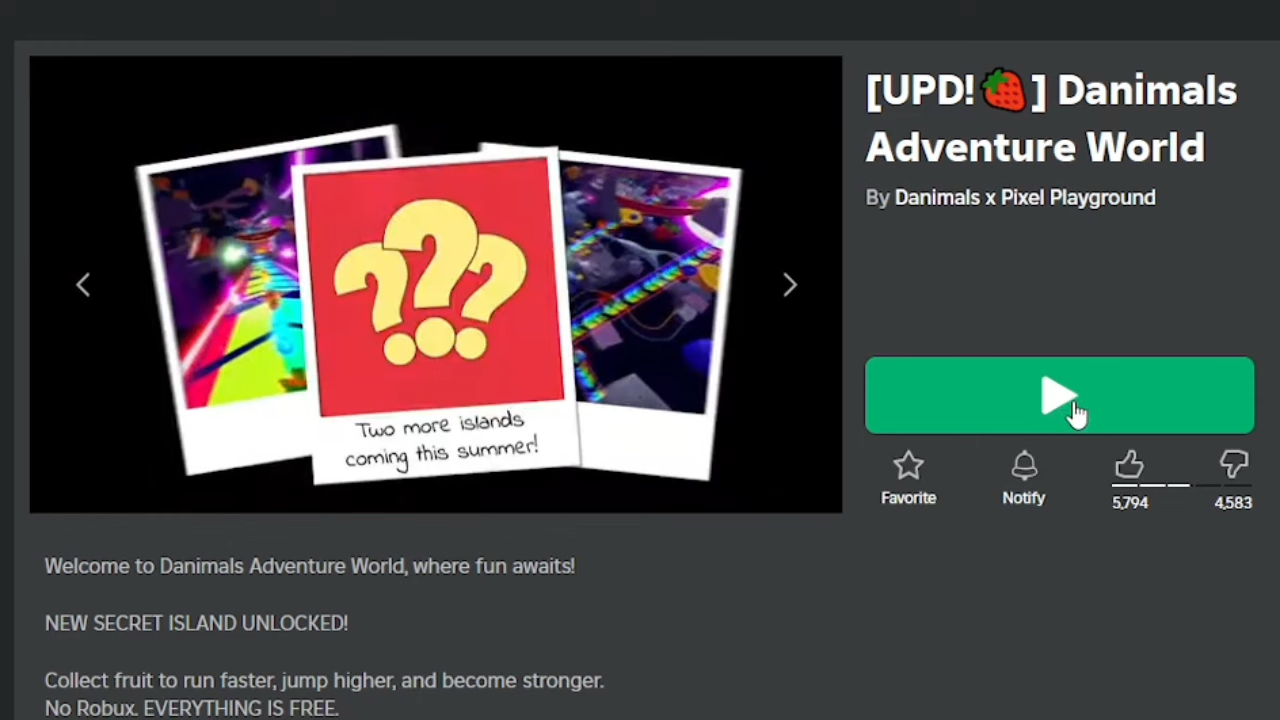 [UPD!🍓] Danimals
Adventure World
By Danimals x Pixel Playground
???
Two more islands
coming this summer!
Favorite
Notify
5,794
4,583
Welcome to Danimals Adventure World, where fun awaits!
NEW SECRET ISLAND UNLOCKED!
Collect fruit to run faster, jump higher, and become stronger.
No Robux. EVERYTHING IS FREE.